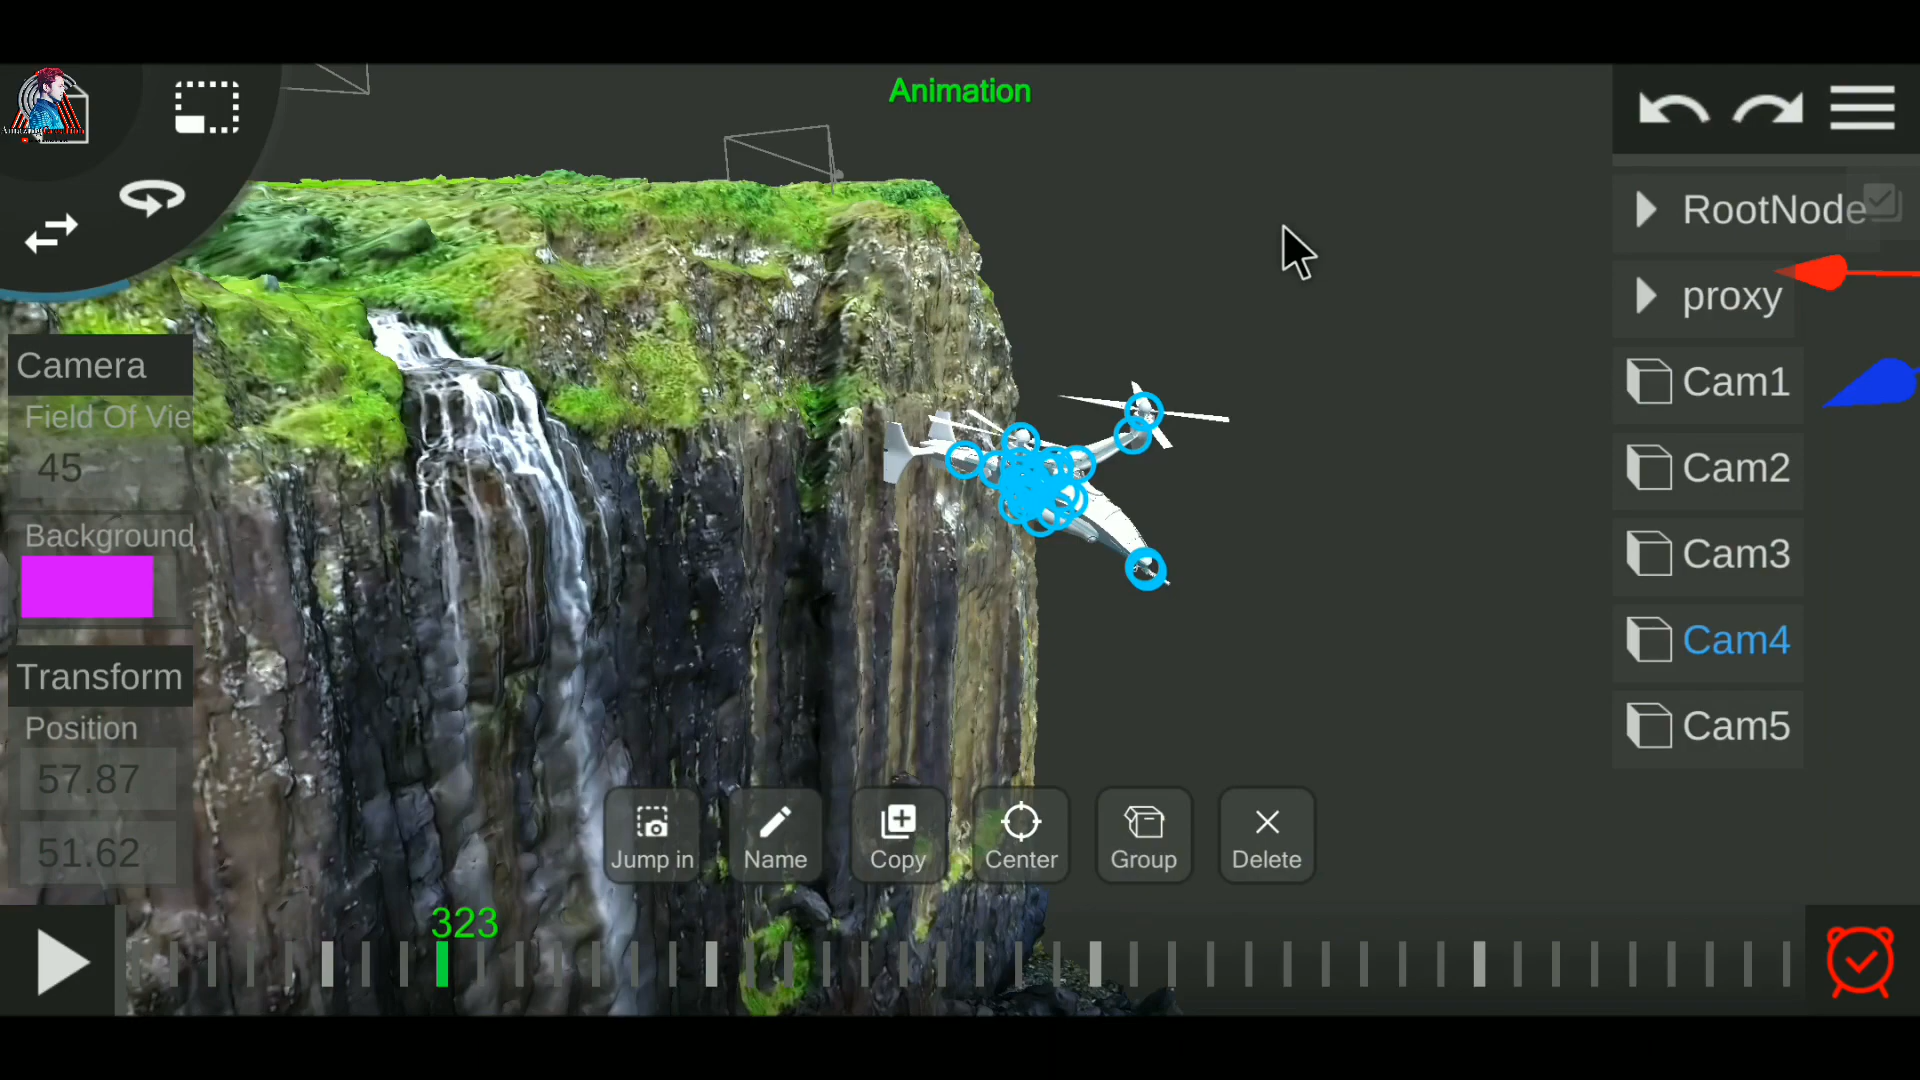 Animation
RootNode
proxy
Cam1
Cam2
Cam3
Cam4
Cam5
Camera
Field Of Vie
45
Background
Transform
Position
57.87
51.62
Jump in
Name
Copy
Center
Group
Delete
323